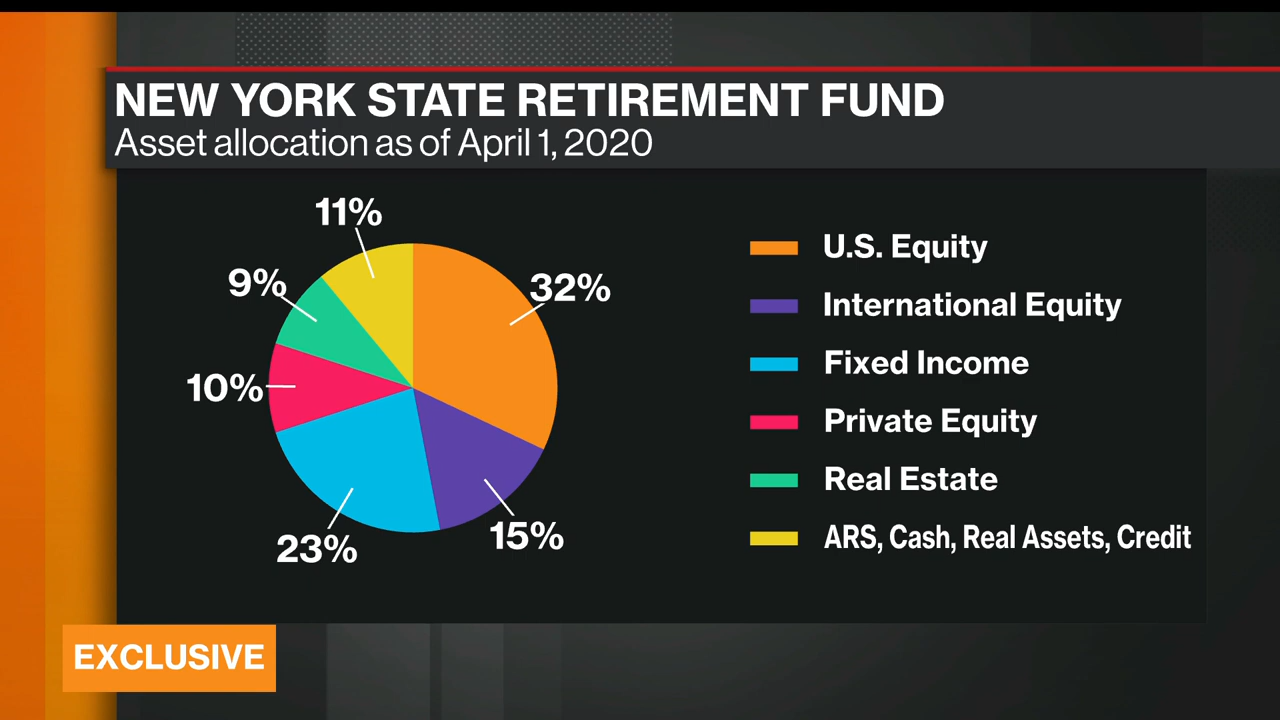 NEW YORK STATE RETIREMENT FUND
Asset allocation as of April 1, 2020
11%
9%
32%
10%
23%
15%
U.S. Equity
International Equity
Fixed Income
Private Equity
Real Estate
ARS, Cash, Real Assets, Credit
EXCLUSIVE